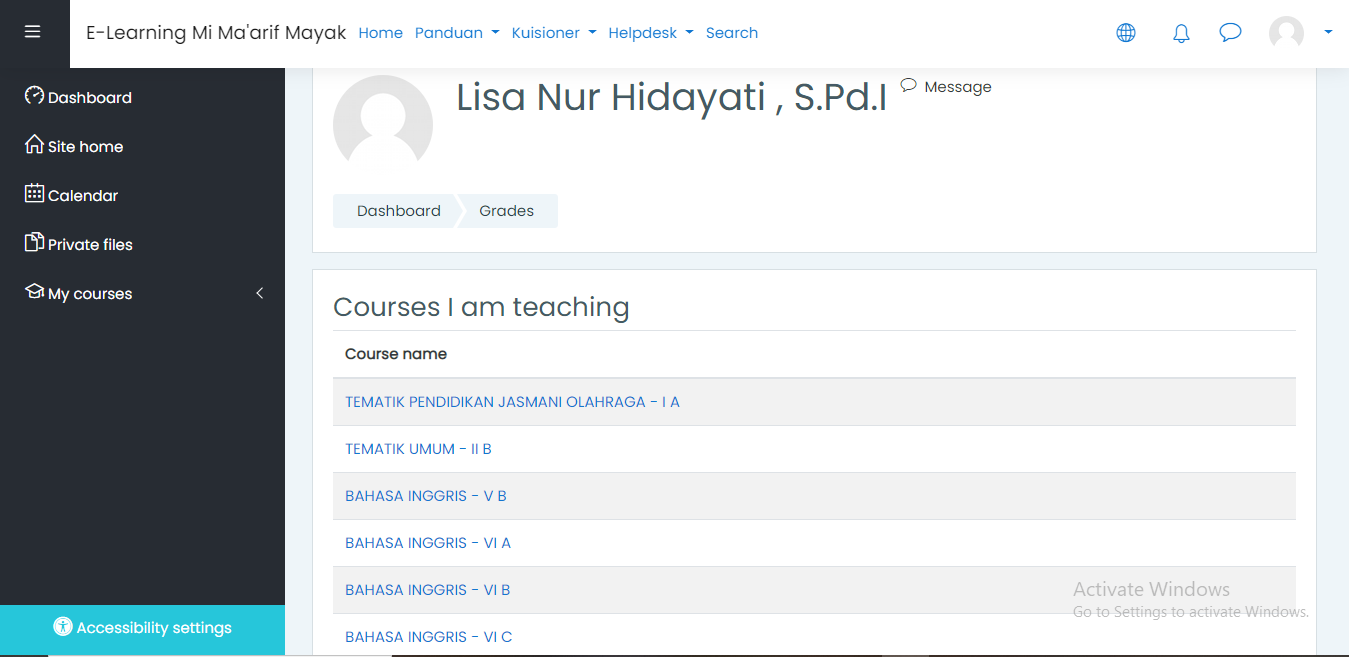 E-Learning Mi Ma'arif Mayak Home Panduan Kuisioner Helpdesk Search
Dashboard
Site home
Calendar
Private files
My courses
Accessibility settings
Lisa Nur Hidayati , S.Pd.I Message
Dashboard Grades
Courses I am teaching
Course name
TEMATIK PENDIDIKAN JASMANI OLAHRAGA - I A
TEMATIK UMUM - II B
BAHASA INGGRIS - V B
BAHASA INGGRIS - VI A
BAHASA INGGRIS - VI B
BAHASA INGGRIS - VI C
Activate Windows
Go to Settings to activate Windows.